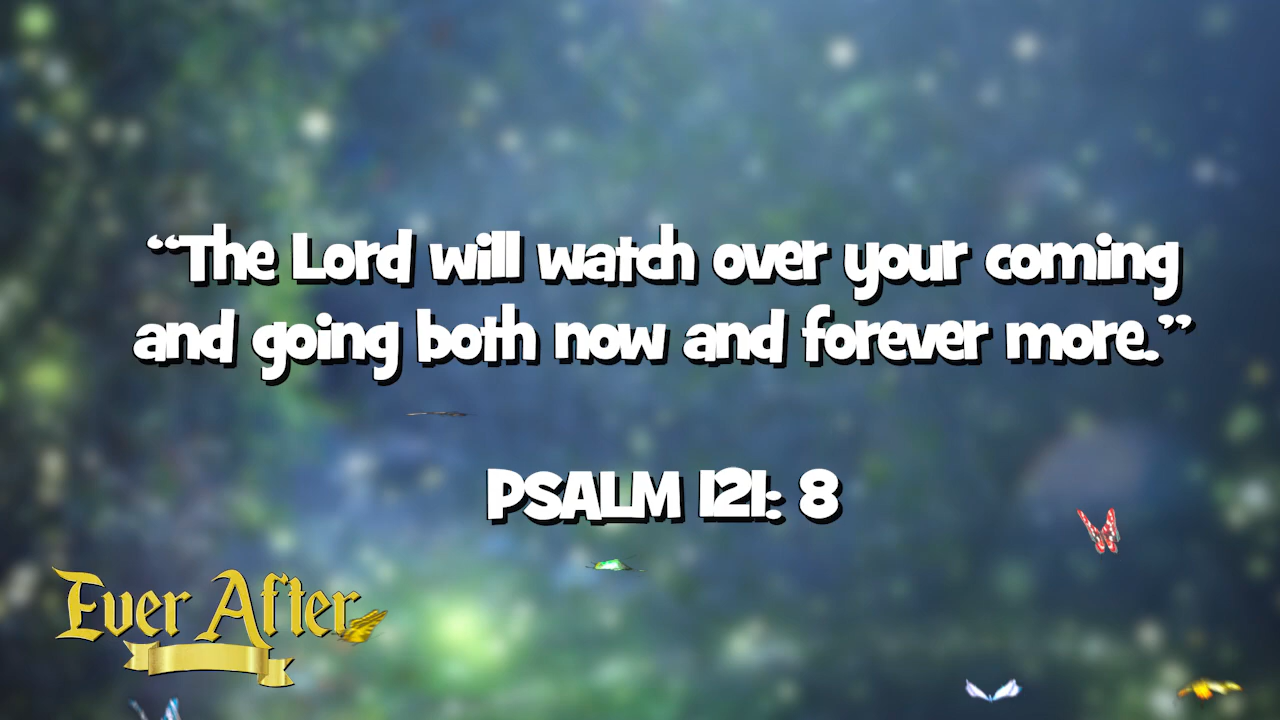 “The Lord will watch over your coming
and going both now and forever more.”
PSALM 121: 8
Ever After